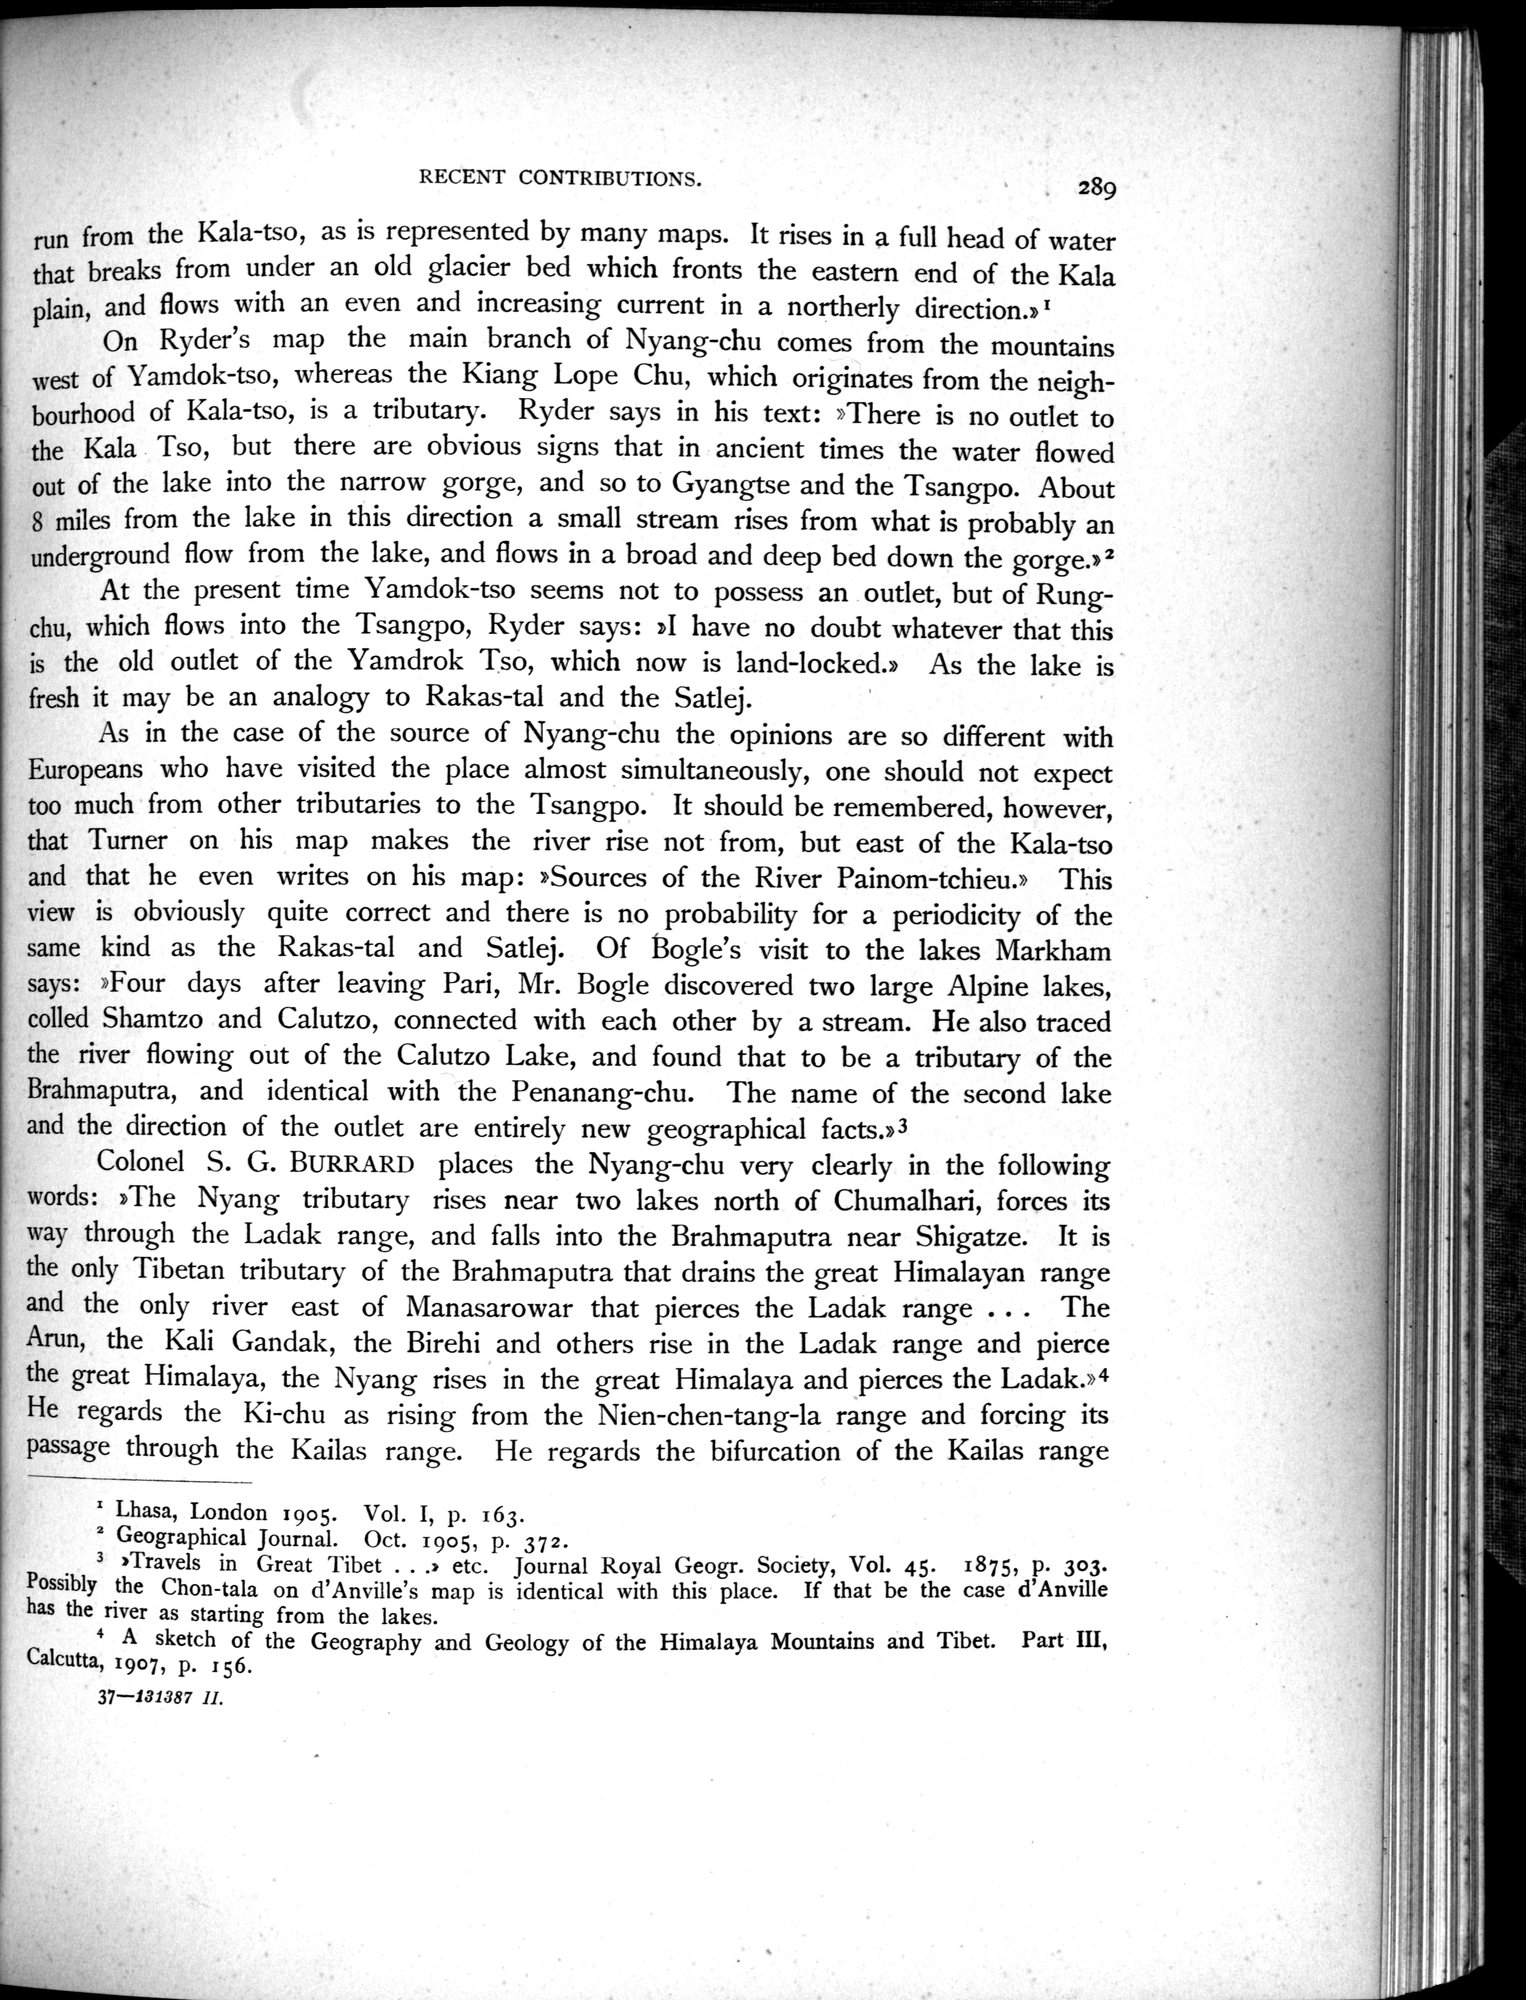 RECENT CONTRIBUTIONS.
289
run from the Kala-tso, as is represented by many maps. It rises in a full head of water
that breaks from under an old glacier bed which fronts the eastern end of the Kala
plain, and flows with an even and increasing current in a northerly direction.»¹
On Ryder's map the main branch of Nyang-chu comes from the mountains
west of Yamdok-tso, whereas the Kiang Lope Chu, which originates from the neigh-
bourhood of Kala-tso, is a tributary. Ryder says in his text: »There is no outlet to
the Kala Tso, but there are obvious signs that in ancient times the water flowed
out of the lake into the narrow gorge, and so to Gyangtse and the Tsangpo. About
8 miles from the lake in this direction a small stream rises from what is probably an
underground flow from the lake, and flows in a broad and deep bed down the gorge.»²
At the present time Yamdok-tso seems not to possess an outlet, but of Rung-
chu, which flows into the Tsangpo, Ryder says: »I have no doubt whatever that this
is the old outlet of the Yamdrok Tso, which now is land-locked.» As the lake is
fresh it may be an analogy to Rakas-tal and the Satlej.
As in the case of the source of Nyang-chu the opinions are so different with
Europeans who have visited the place almost simultaneously, one should not expect
too much from other tributaries to the Tsangpo. It should be remembered, however,
that Turner on his map makes the river rise not from, but east of the Kala-tso
and that he even writes on his map: »Sources of the River Painom-tchieu.» This
view is obviously quite correct and there is no probability for a periodicity of the
same kind as the Rakas-tal and Satlej. Of Bogle's visit to the lakes Markham
says: »Four days after leaving Pari, Mr. Bogle discovered two large Alpine lakes,
colled Shamtzo and Calutzo, connected with each other by a stream. He also traced
the river flowing out of the Calutzo Lake, and found that to be a tributary of the
Brahmaputra, and identical with the Penanang-chu. The name of the second lake
and the direction of the outlet are entirely new geographical facts.»³
Colonel S. G. BURRARD places the Nyang-chu very clearly in the following
words: »The Nyang tributary rises near two lakes north of Chumalhari, forces its
way through the Ladak range, and falls into the Brahmaputra near Shigatze. It is
the only Tibetan tributary of the Brahmaputra that drains the great Himalayan range
and the only river east of Manasarowar that pierces the Ladak range . . . The
Arun, the Kali Gandak, the Birehi and others rise in the Ladak range and pierce
the great Himalaya, the Nyang rises in the great Himalaya and pierces the Ladak.»⁴
He regards the Ki-chu as rising from the Nien-chen-tang-la range and forcing its
passage through the Kailas range. He regards the bifurcation of the Kailas range
¹ Lhasa, London 1905. Vol. I, p. 163.
² Geographical Journal. Oct. 1905, p. 372.
³ »Travels in Great Tibet . . .» etc. Journal Royal Geogr. Society, Vol. 45. 1875, p. 303.
Possibly the Chon-tala on d'Anville's map is identical with this place. If that be the case d'Anville
has the river as starting from the lakes.
⁴ A sketch of the Geography and Geology of the Himalaya Mountains and Tibet. Part III,
Calcutta, 1907, p. 156.
37—131387 II.